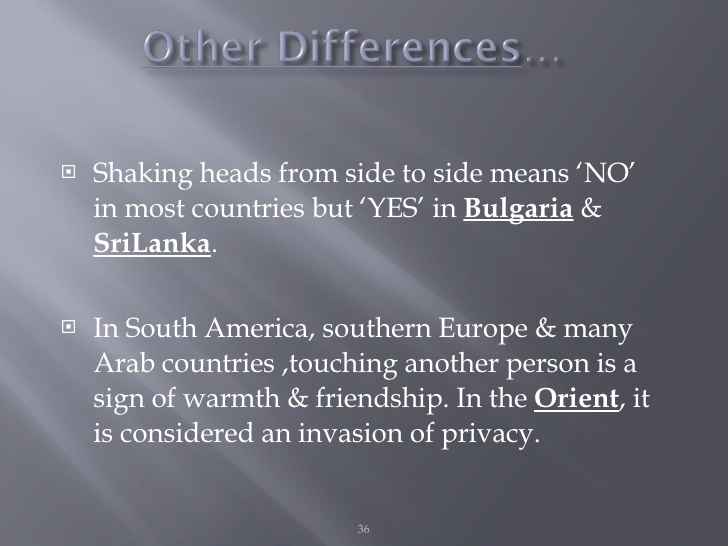 Other Differences...
Shaking heads from side to side means ‘NO’
in most countries but ‘YES’ in Bulgaria &
SriLanka.
In South America, southern Europe & many
Arab countries ,touching another person is a
sign of warmth & friendship. In the Orient, it
is considered an invasion of privacy.
36